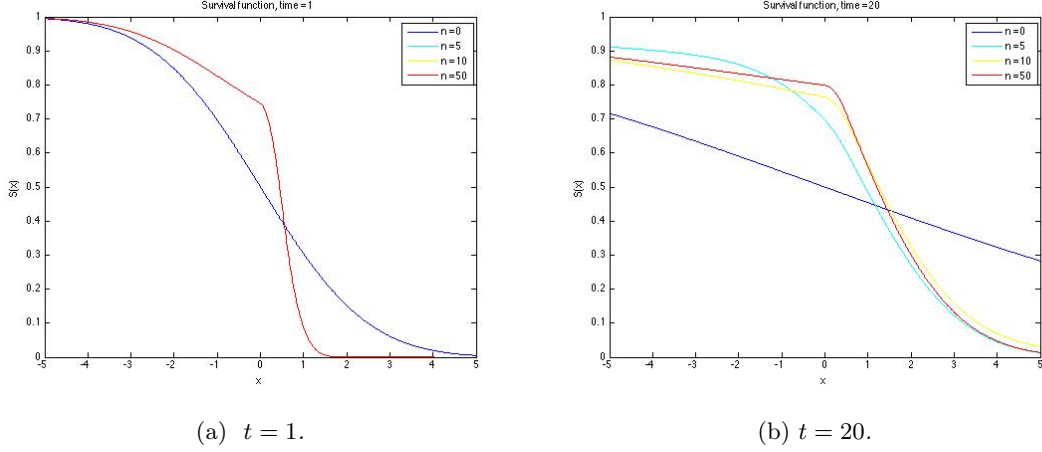 Survival function, time =1
1
0.9
0.8
0.7
0.6
0.5
0.4
0.3
0.2
0.1
0
S(x)
-5 -4 -3 -2 -1 0 1 2 3 4 5
x
n =0
n =5
n =10
n =50
(a) t = 1.
Survival function, time =20
1
0.9
0.8
0.7
0.6
0.5
0.4
0.3
0.2
0.1
0
S(x)
-5 -4 -3 -2 -1 0 1 2 3 4 5
x
n =0
n =5
n =10
n =50
(b) t = 20.